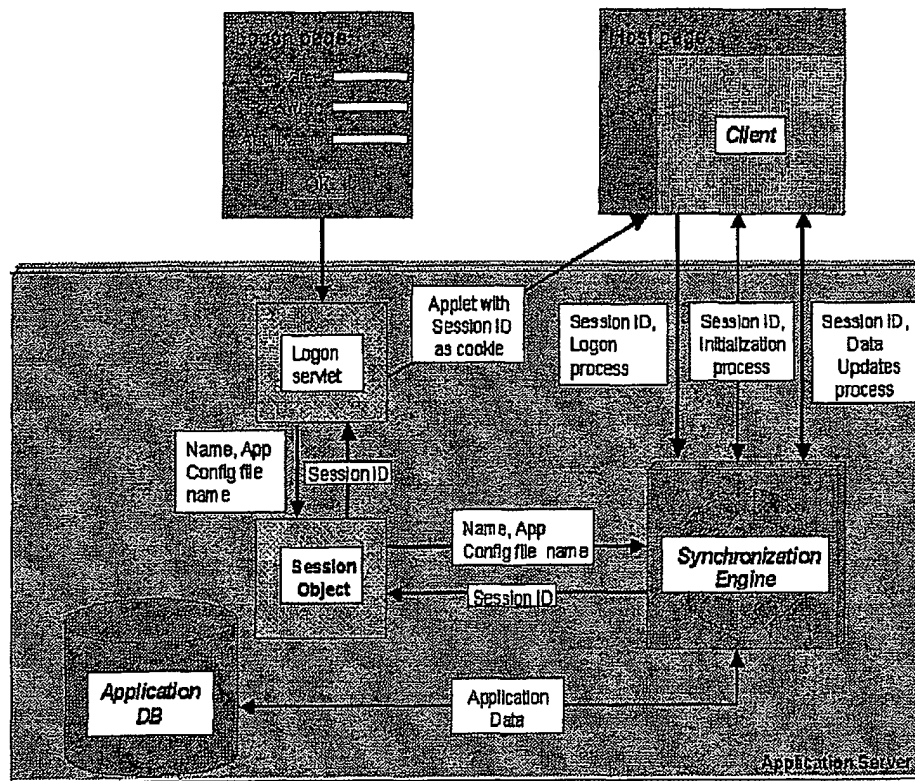 Logon page
Host page
OK
Client
Applet with
Session ID
as cookie
Session ID,
Logon
process
Session ID,
Initialization
process
Session ID,
Data
Updates
process
Logon
servlet
Name, App
Config file
name
Session ID
Session
Object
Name, App
Config file name
Session ID
Synchronization
Engine
Application
DB
Application
Data
Application Server